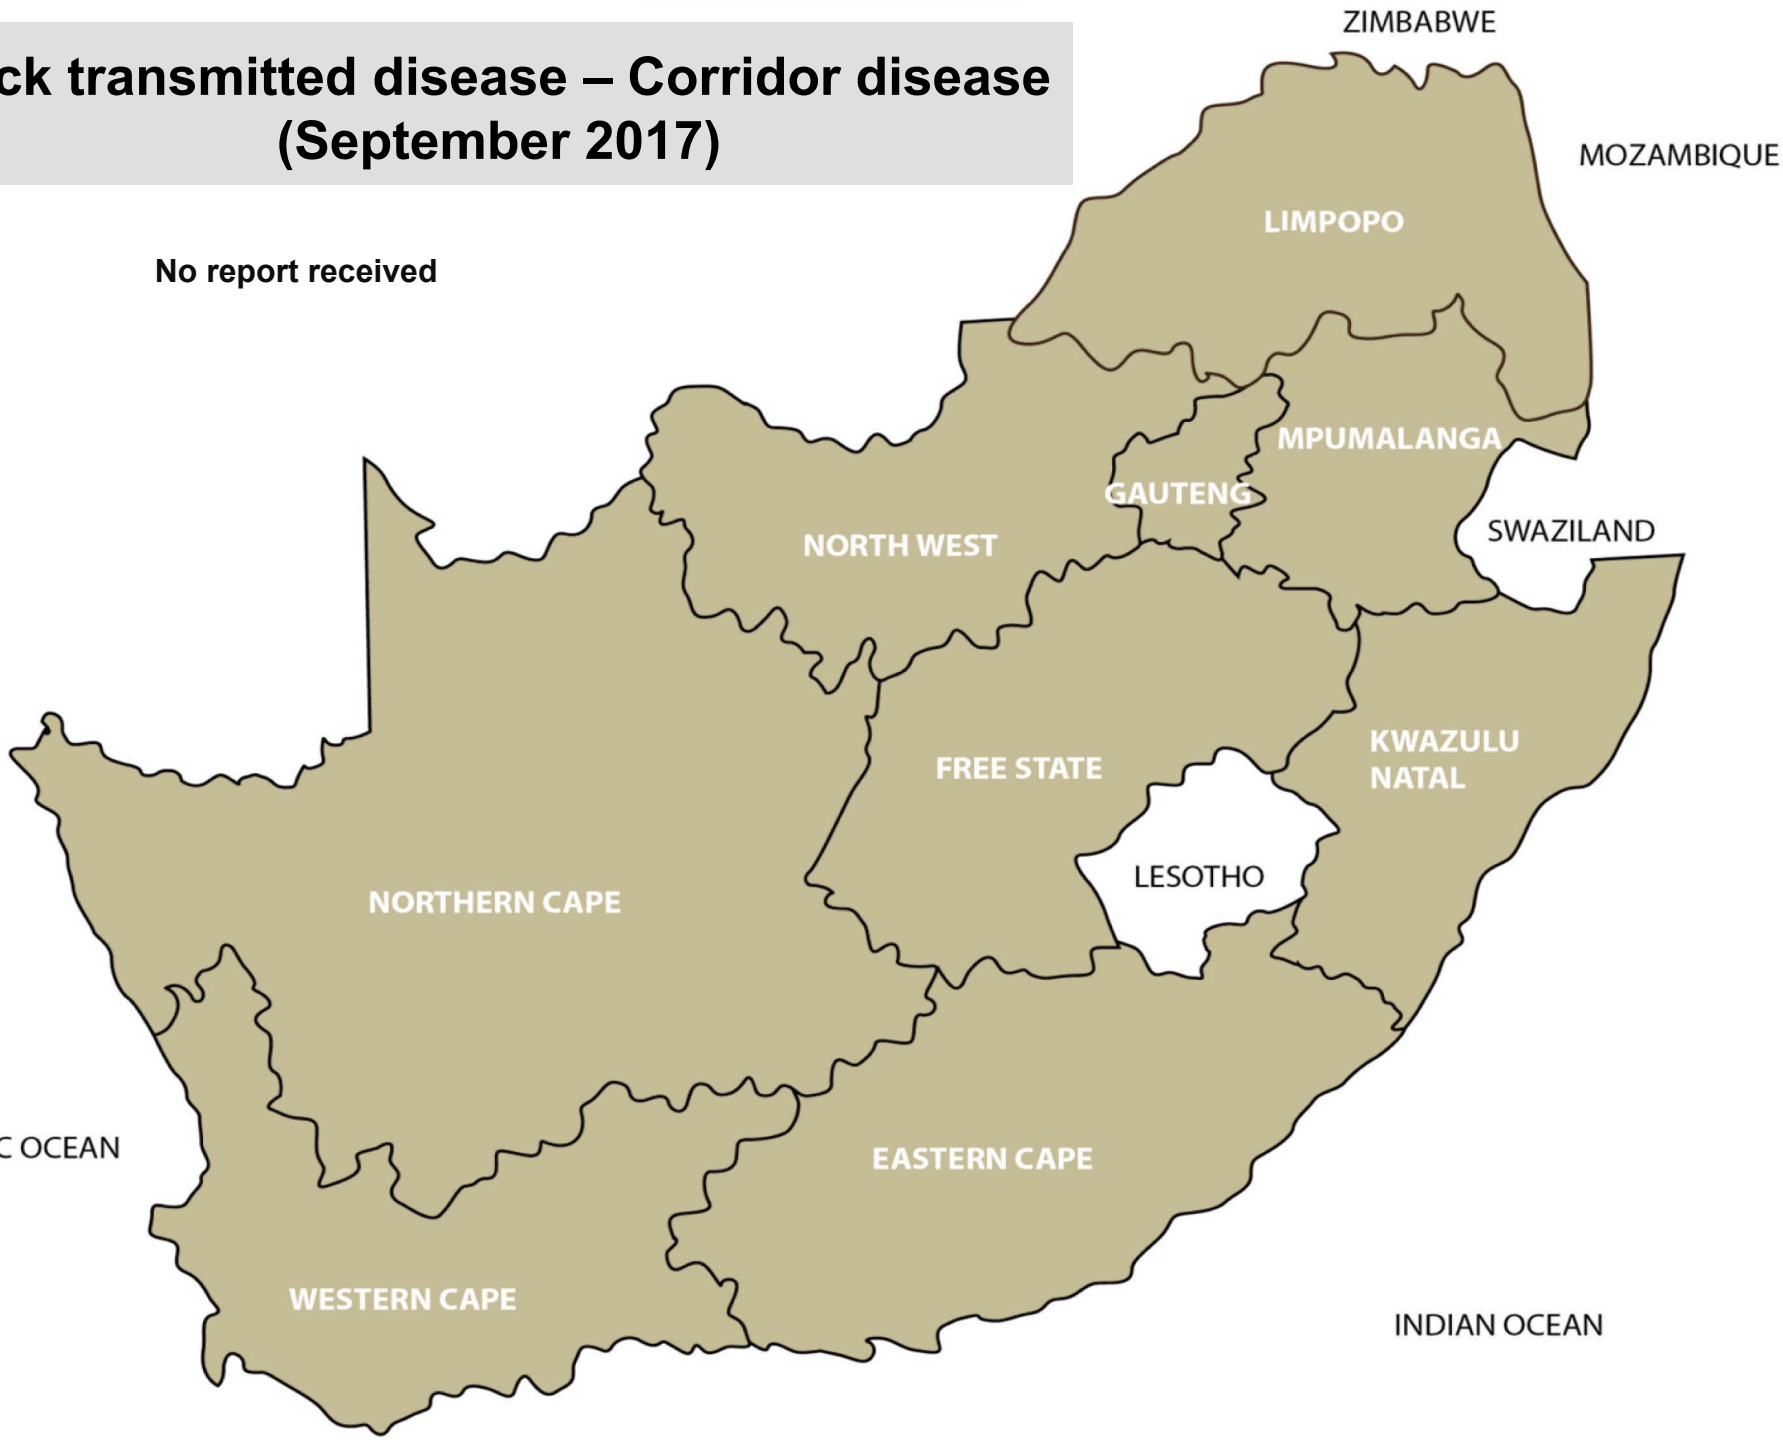 ZIMBABWE
ck transmitted disease – Corridor disease
(September 2017)
MOZAMBIQUE
LIMPOPO
No report received
MPUMALANGA
GAUTENG
SWAZILAND
NORTH WEST
KWAZULU
NATAL
FREE STATE
LESOTHO
NORTHERN CAPE
C OCEAN
EASTERN CAPE
WESTERN CAPE
INDIAN OCEAN